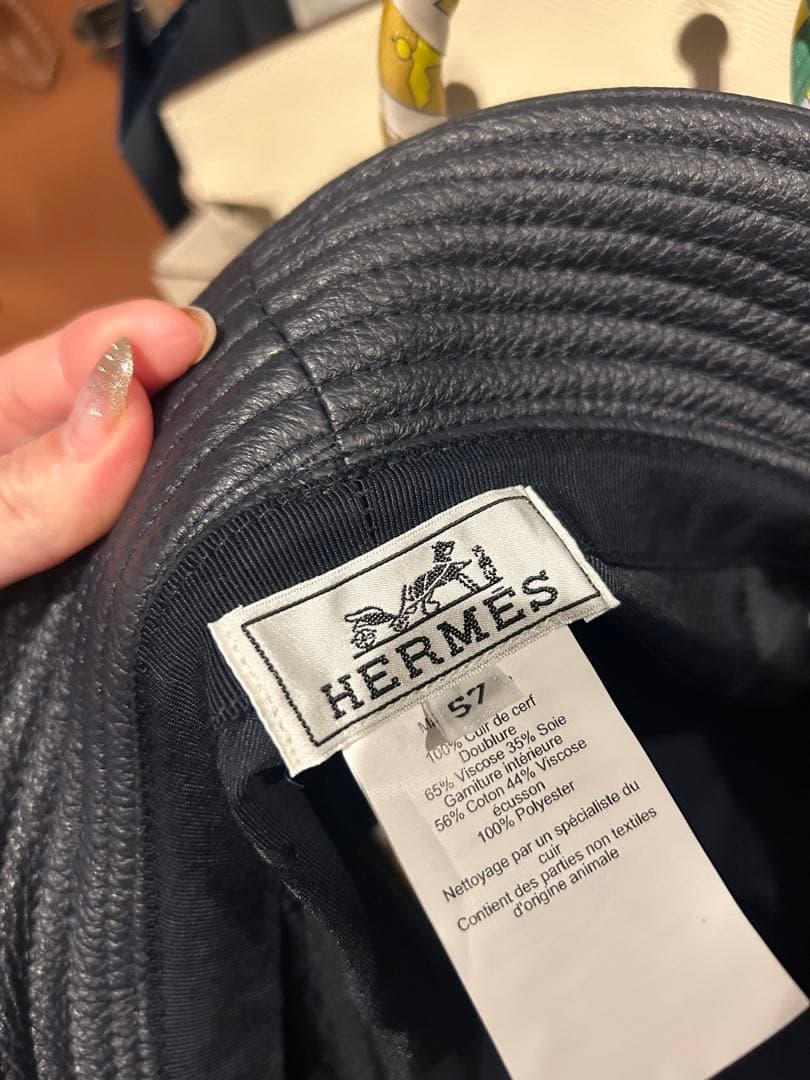 HERMĒS
57
100% Cuir de cerf
Doublure
65% Viscose 35% Soie
Garniture intérieure
56% Coton 44% Viscose
écusson
100% Polyester
Nettoyage par un spécialiste du
cuir
Contient des parties non textiles
d'origine animale